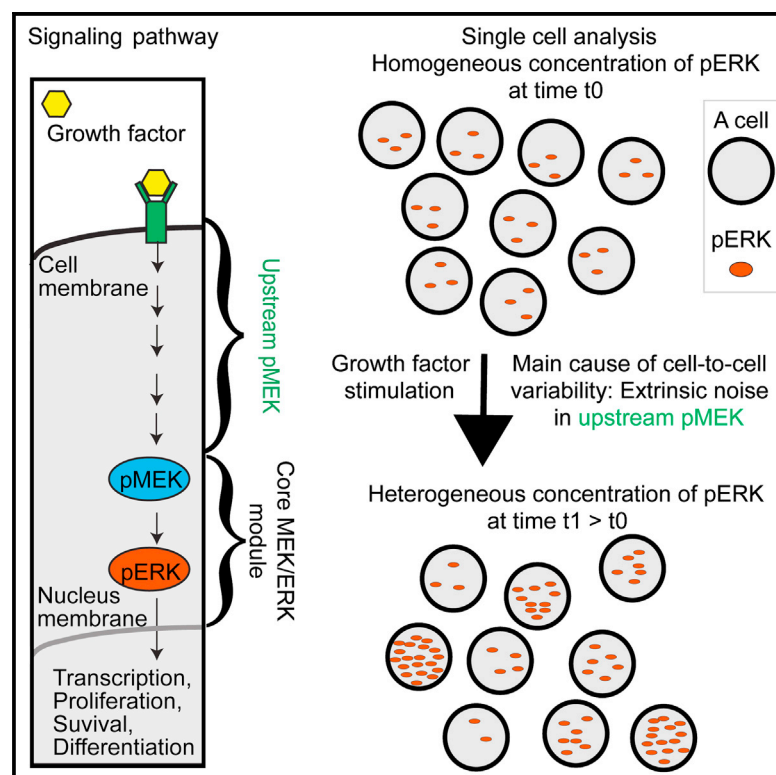 Signaling pathway
Growth factor
Cell
membrane
Upstream pMEK
pMEK
pERK
Core MEK/ERK
module
Nucleus
membrane
Transcription,
Proliferation,
Suvival,
Differentiation
Single cell analysis
Homogeneous concentration of pERK
at time t0
A cell
pERK
Growth factor
stimulation
Main cause of cell-to-cell
variability: Extrinsic noise
in upstream pMEK
Heterogeneous concentration of pERK
at time t1 > t0